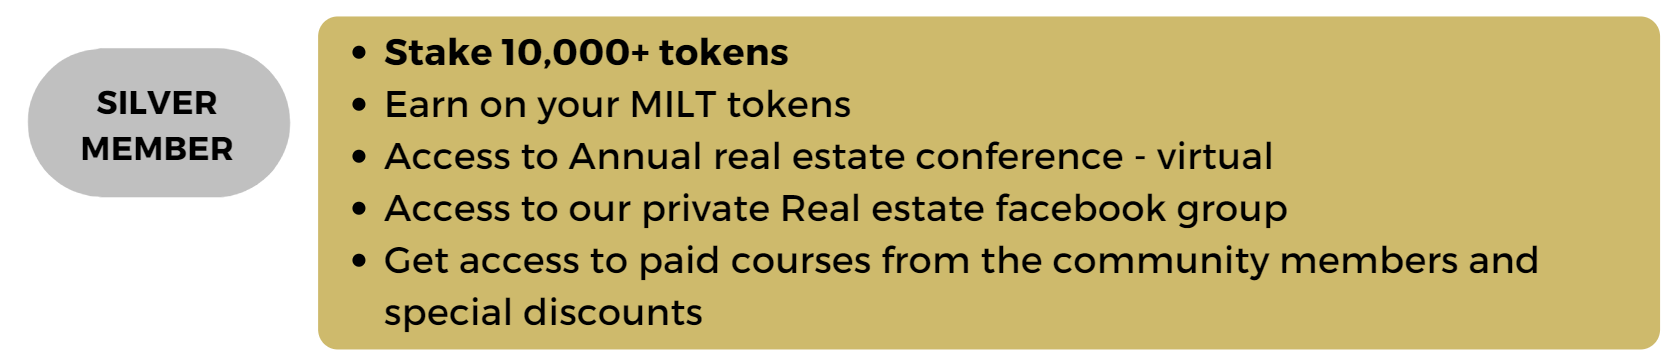 SILVER
MEMBER
• Stake 10,000+ tokens
• Earn on your MILT tokens
• Access to Annual real estate conference - virtual
• Access to our private Real estate facebook group
• Get access to paid courses from the community members and
special discounts